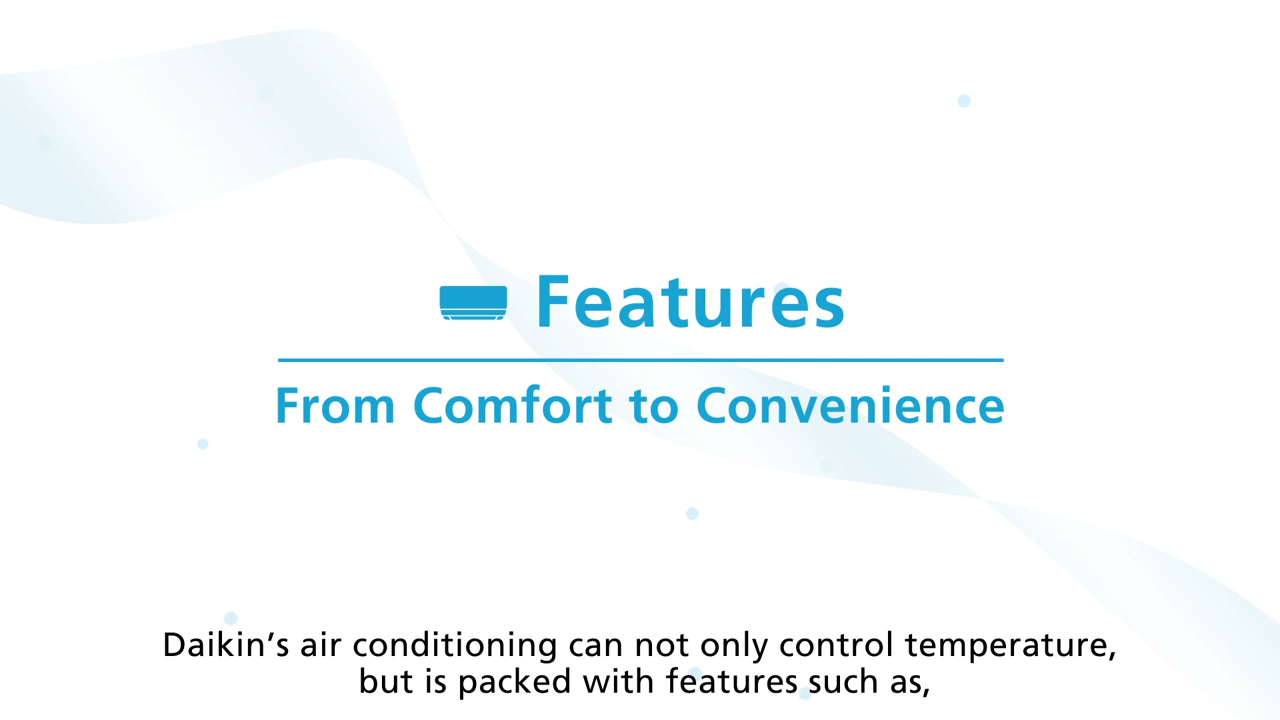 Features
From Comfort to Convenience
Daikin’s air conditioning can not only control temperature,
but is packed with features such as,